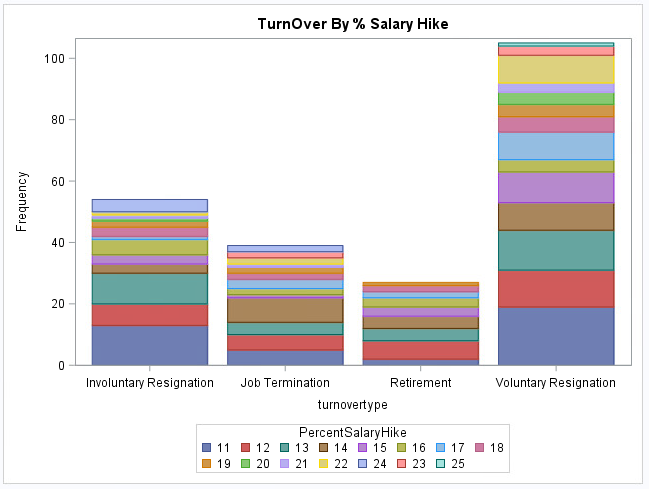 TurnOver By % Salary Hike
100
80
60
40
20
0
Frequency
Involuntary Resignation Job Termination Retirement Voluntary Resignation
turnovertype
PercentSalaryHike
11 12 13 14 15 16 17 18
19 20 21 22 24 23 25